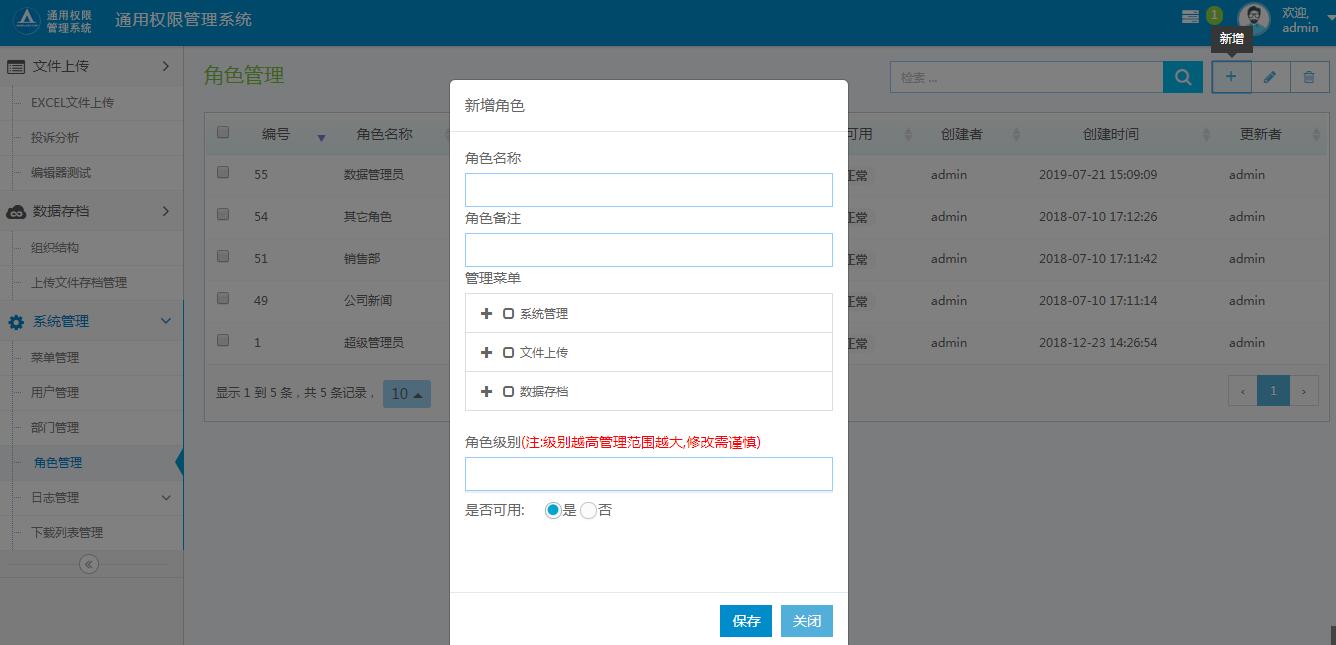 通用权限
管理系统
通用权限管理系统
1
欢迎,
admin
新增
文件上传
EXCEL文件上传
投诉分析
编辑器测试
数据存档
组织结构
上传文件存档管理
系统管理
菜单管理
用户管理
部门管理
角色管理
日志管理
下载列表管理
角色管理
检索 ...
编号 角色名称 可用 创建者 创建时间 更新者
55 数据管理员 正常 admin 2019-07-21 15:09:09 admin
54 其它角色 正常 admin 2018-07-10 17:12:26 admin
51 销售部 正常 admin 2018-07-10 17:11:42 admin
49 公司新闻 正常 admin 2018-07-10 17:11:14 admin
1 超级管理员 正常 admin 2018-12-23 14:26:54 admin
显示 1 到 5 条，共 5 条记录， 10
‹ 1 ›
新增角色
角色名称
角色备注
管理菜单
系统管理
文件上传
数据存档
角色级别(注:级别越高管理范围越大,修改需谨慎)
是否可用: 是 否
保存 关闭